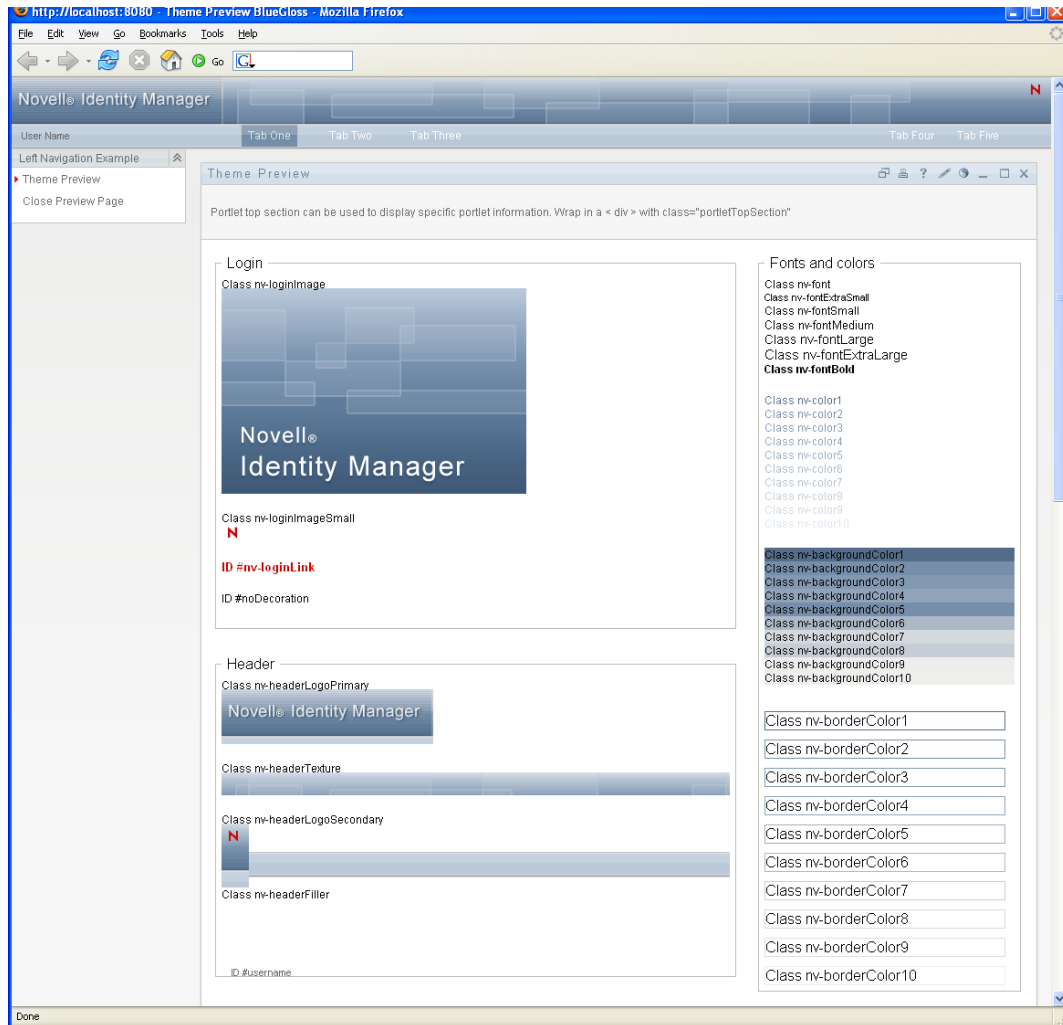 http://localhost:8080 - Theme Preview BlueGloss - Mozilla Firefox
File Edit View Go Bookmarks Tools Help
Go G
Novell® Identity Manager N
User Name Tab One Tab Two Tab Three Tab Four Tab Five
Left Navigation Example
Theme Preview
Close Preview Page
Theme Preview
Portlet top section can be used to display specific portlet information. Wrap in a < div > with class="portletTopSection"
Login
Class nv-loginImage
Novell®
Identity Manager
Class nv-loginImageSmall
N
ID #nv-loginLink
ID #noDecoration
Header
Class nv-headerLogoPrimary
Novell® Identity Manager
Class nv-headerTexture
Class nv-headerLogoSecondary
N
Class nv-headerFiller
ID #username
Fonts and colors
Class nv-font
Class nv-fontExtraSmall
Class nv-fontSmall
Class nv-fontMedium
Class nv-fontLarge
Class nv-fontExtraLarge
Class nv-fontBold
Class nv-color1
Class nv-color2
Class nv-color3
Class nv-color4
Class nv-color5
Class nv-color6
Class nv-color7
Class nv-color8
Class nv-color9
Class nv-color10
Class nv-backgroundColor1
Class nv-backgroundColor2
Class nv-backgroundColor3
Class nv-backgroundColor4
Class nv-backgroundColor5
Class nv-backgroundColor6
Class nv-backgroundColor7
Class nv-backgroundColor8
Class nv-backgroundColor9
Class nv-backgroundColor10
Class nv-borderColor1
Class nv-borderColor2
Class nv-borderColor3
Class nv-borderColor4
Class nv-borderColor5
Class nv-borderColor6
Class nv-borderColor7
Class nv-borderColor8
Class nv-borderColor9
Class nv-borderColor10
Done